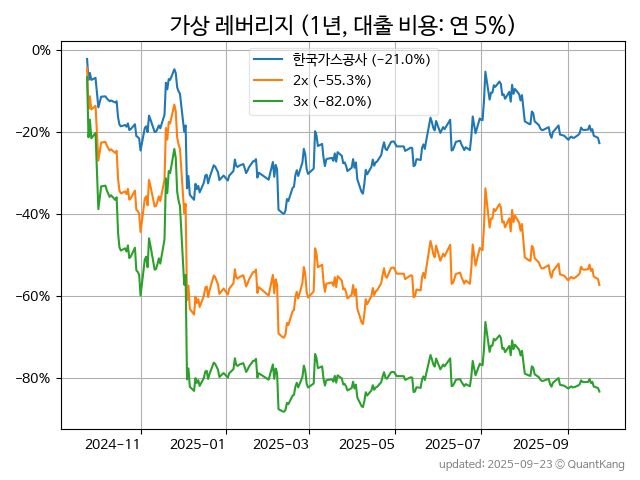 가상 레버리지 (1년, 대출 비용: 연 5%)
한국가스공사 (−21.0%)
2x (−55.3%)
3x (−82.0%)
0%
−20%
−40%
−60%
−80%
2024-11 2025-01 2025-03 2025-05 2025-07 2025-09
updated: 2025-09-23 © QuantKang